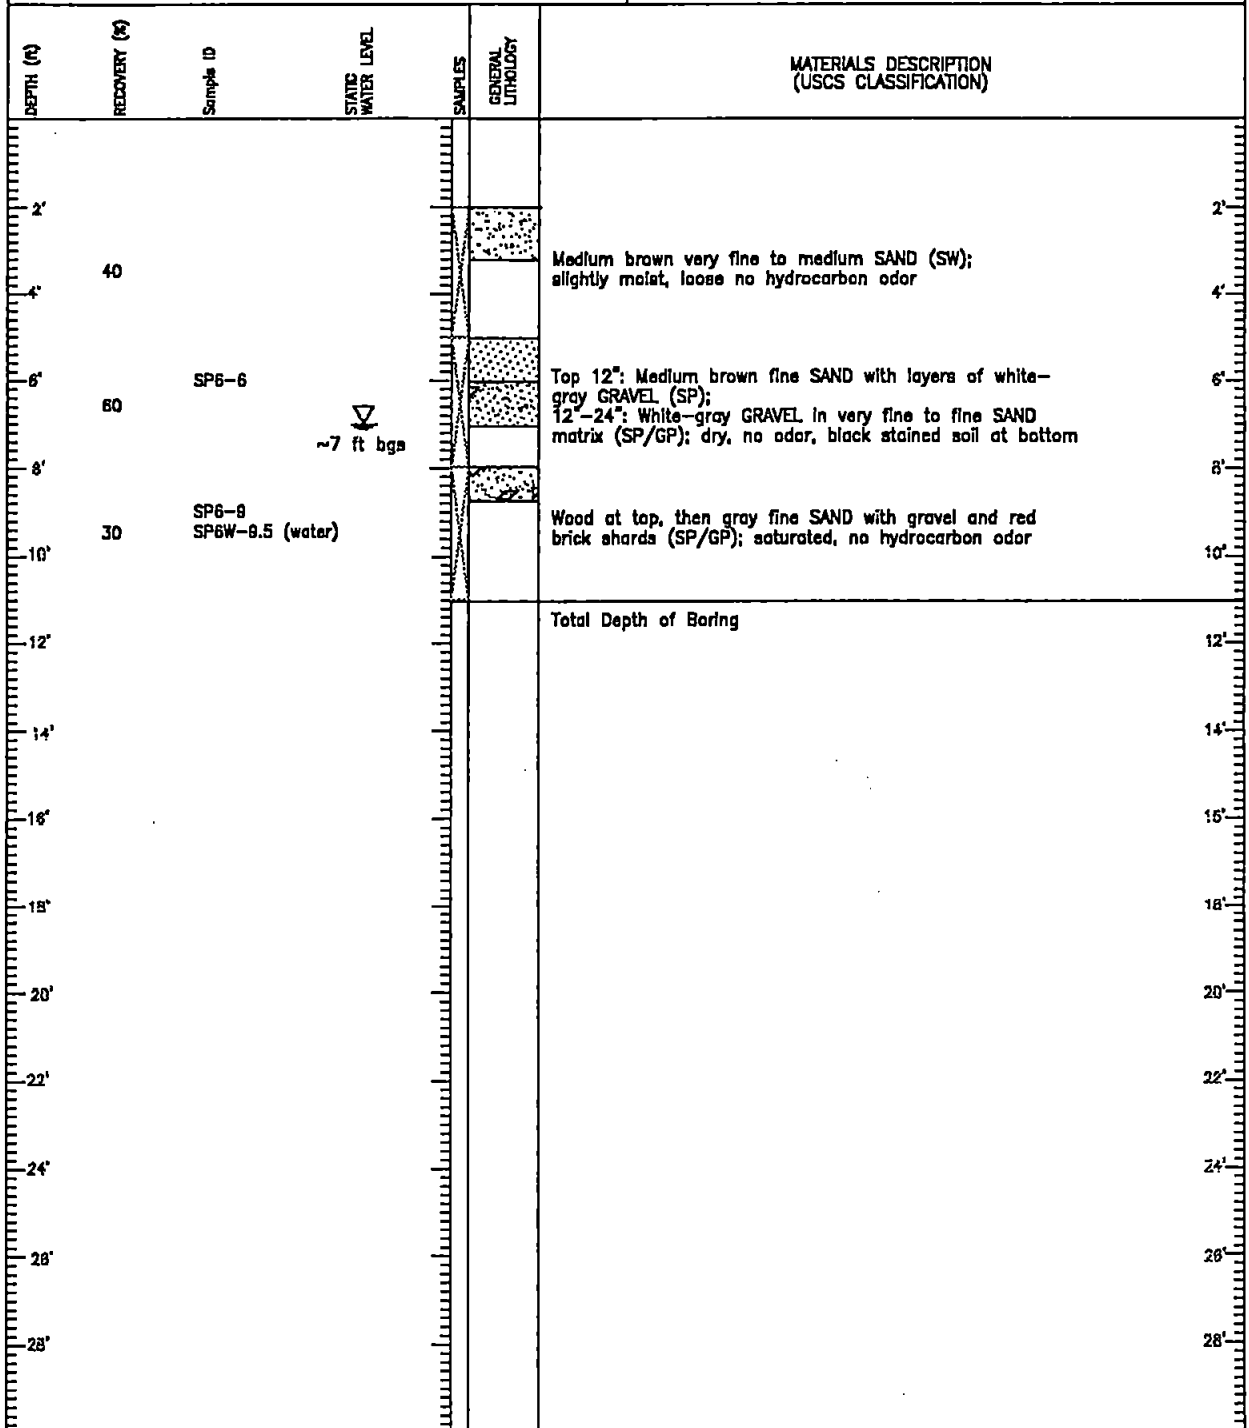 DEPTH (ft)
RECOVERY (%)
Sample ID
STATIC
WATER LEVEL
SAMPLES
GENERAL
LITHOLOGY
MATERIALS DESCRIPTION
(USCS CLASSIFICATION)
2'
2'
40
Medium brown very fine to medium SAND (SW);
slightly moist, loose no hydrocarbon odor
4'
4'
6'
SP6-6
Top 12": Medium brown fine SAND with layers of white-
gray GRAVEL (SP);
6'
60
12"-24": White-gray GRAVEL in very fine to fine SAND
matrix (SP/GP); dry, no odor, black stained soil at bottom
~7 ft bgs
8'
8'
SP6-9
30
SP6W-9.5 (water)
Wood at top, then gray fine SAND with gravel and red
brick shards (SP/GP); saturated, no hydrocarbon odor
10'
10'
Total Depth of Boring
12'
12'
14'
14'
16'
16'
18'
18'
20'
20'
22'
22'
24'
24'
26'
26'
28'
28'